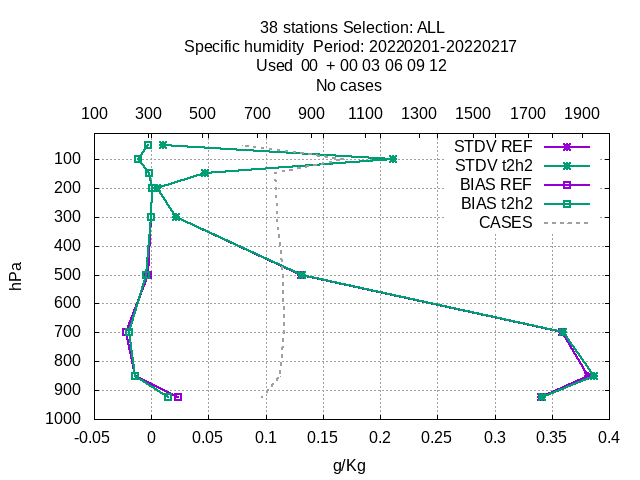 38 stations Selection: ALL
Specific humidity  Period: 20220201-20220217
Used  00  + 00 03 06 09 12
No cases
100 300 500 700 900 1100 1300 1500 1700 1900
STDV REF
STDV t2h2
BIAS REF
BIAS t2h2
CASES
100
200
300
400
500
600
700
800
900
1000
hPa
-0.05 0 0.05 0.1 0.15 0.2 0.25 0.3 0.35 0.4
g/Kg